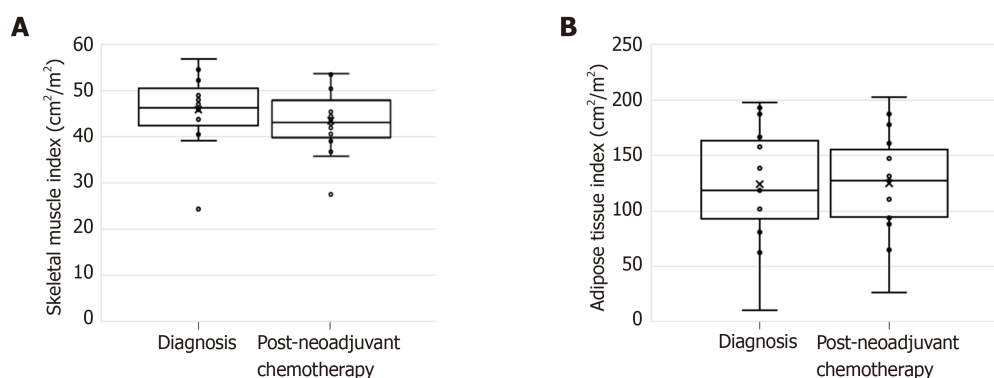 A
Skeletal muscle index (cm²/m²)
60
50
40
30
20
10
0
Diagnosis
Post-neoadjuvant
chemotherapy
B
Adipose tissue index (cm²/m²)
250
200
150
100
50
0
Diagnosis
Post-neoadjuvant
chemotherapy